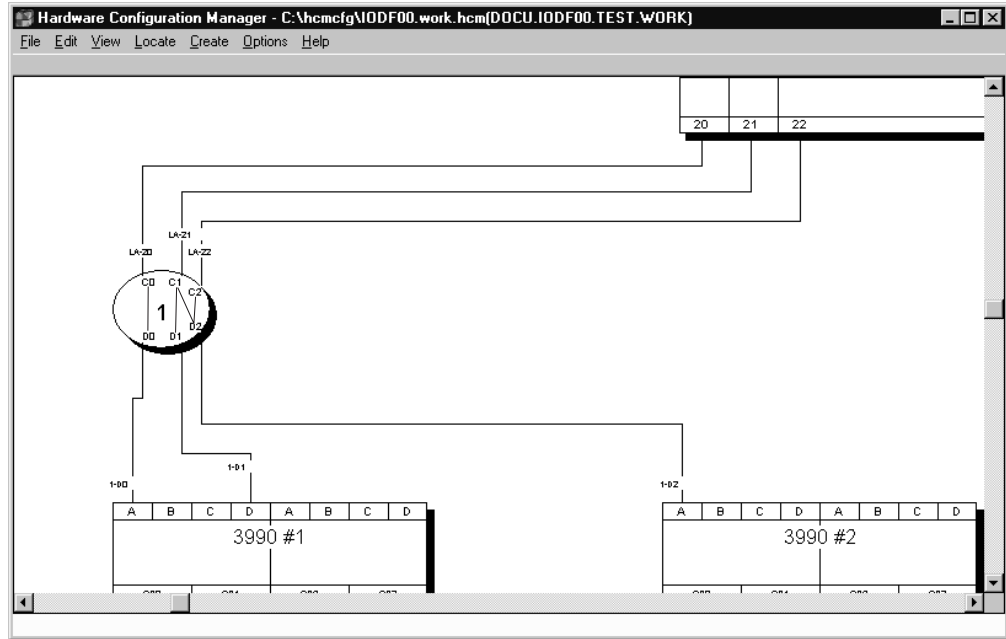 Hardware Configuration Manager - C:\hcmcfg\IODF00.work.hcm(DOCU.IODF00.TEST.WORK)
File Edit View Locate Create Options Help
20 21 22
LA-21
LA-20 LA-22
C0 C1 C2
1
D0 D1 D2
1-D1
1-D0 1-D2
A B C D A B C D A B C D A B C D
3990 #1 3990 #2